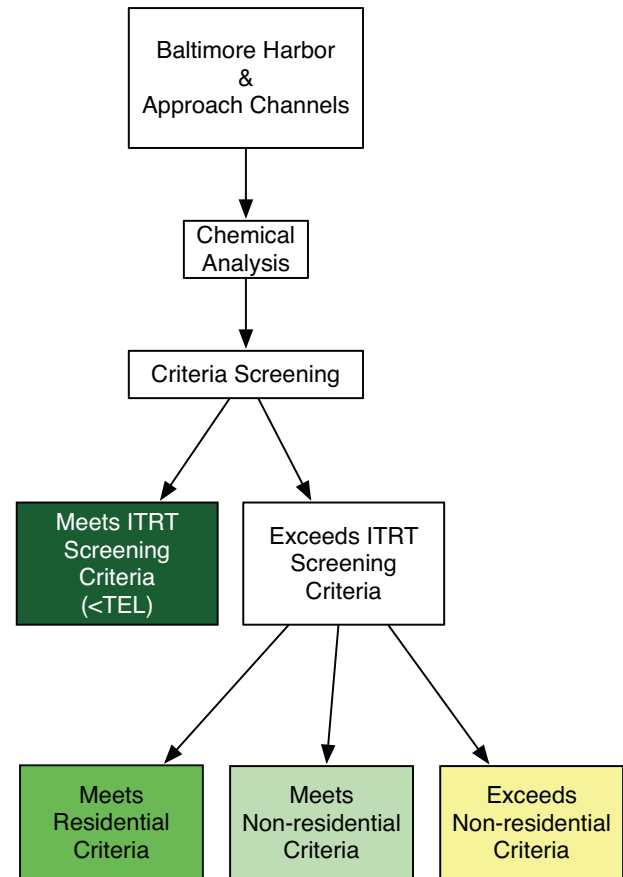 Baltimore Harbor
&
Approach Channels
Chemical
Analysis
Criteria Screening
Meets ITRT
Screening
Criteria
(<TEL)
Exceeds ITRT
Screening
Criteria
Meets
Residential
Criteria
Meets
Non-residential
Criteria
Exceeds
Non-residential
Criteria